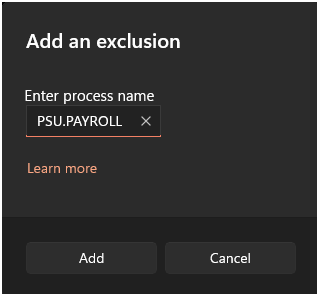 Add an exclusion
Enter process name
PSU.PAYROLL
Learn more
Add
Cancel